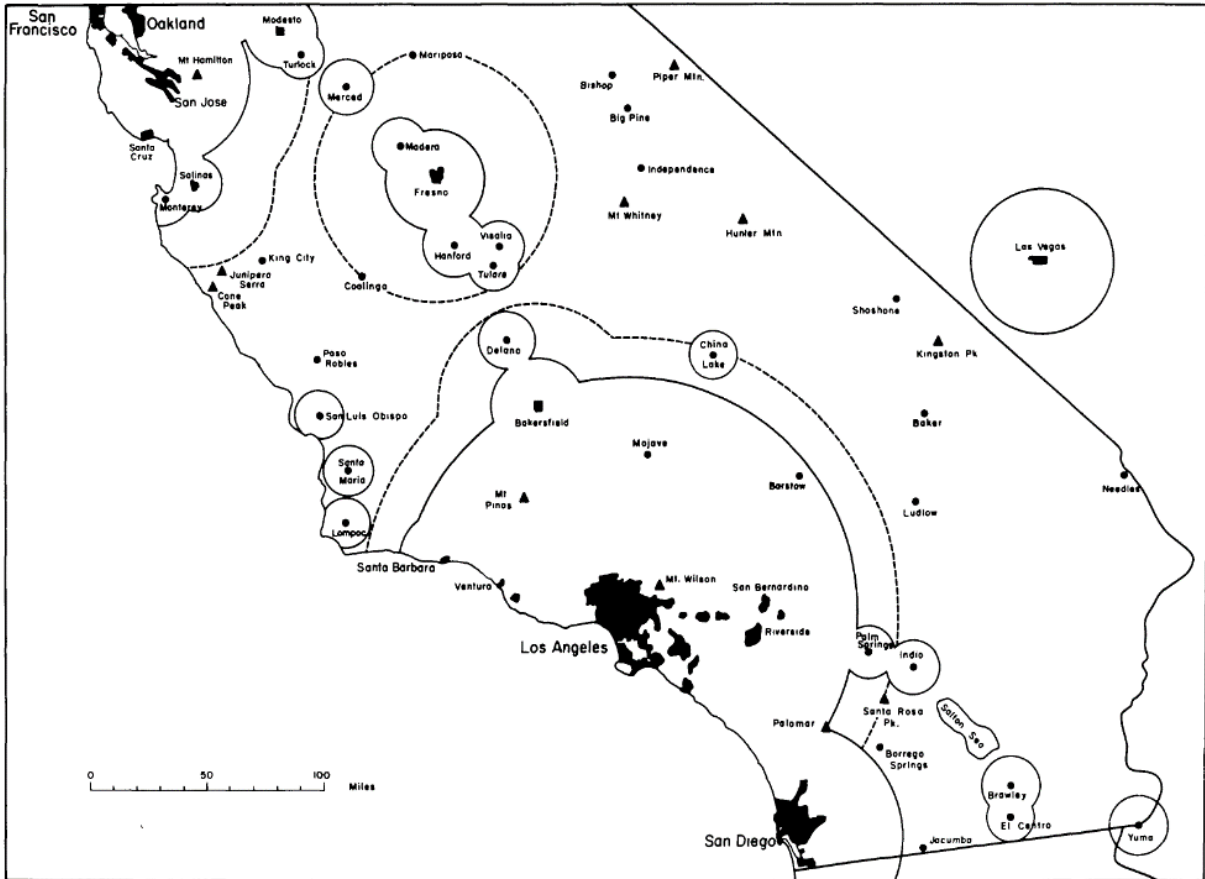 San
Francisco
Oakland
Modesto
Mt Hamilton
Turlock
Mariposa
Bishop
Piper Mtn.
San Jose
Merced
Big Pine
Santa
Cruz
Madera
Salinas
Fresno
Independence
Monterey
Mt Whitney
Hunter Mtn
Visalia
Las Vegas
King City
Hanford
Tulare
Junipera
Serra
Coalinga
Cone
Peak
Shoshone
Delano
China
Lake
Kingston Pk
Paso
Robles
San Luis Obispo
Bakersfield
Baker
Mojave
Santa
Maria
Barstow
Needles
Mt
Pinos
Ludlow
Lompoc
Santa Barbara
Ventura
Mt. Wilson
San Bernardino
Riverside
Los Angeles
Palm
Springs
Indio
Santa Rosa
Pk.
Salton Sea
Palomar
Borrego
Springs
0 50 100
Miles
Brawley
El Centro
San Diego
Jacumba
Yuma